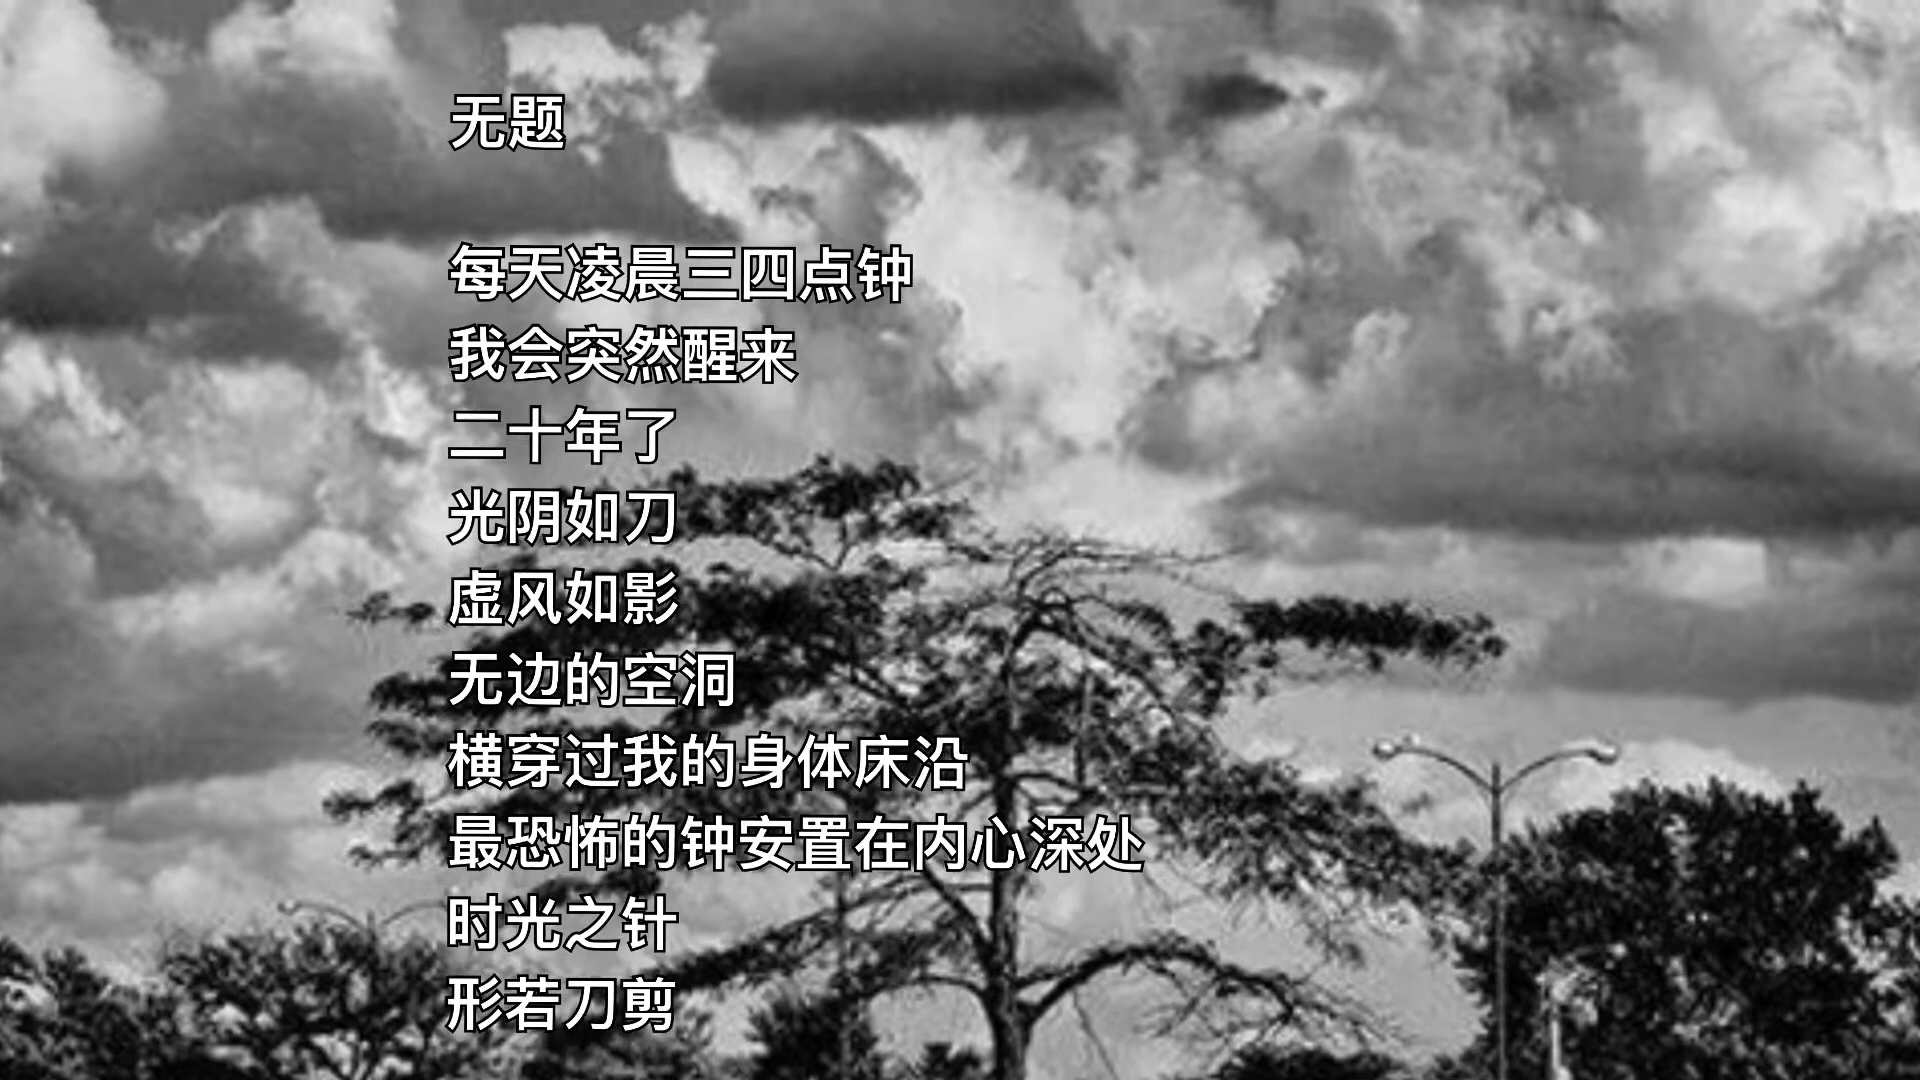 无题
每天凌晨三四点钟
我会突然醒来
二十年了
光阴如刀
虚风如影
无边的空洞
横穿过我的身体床沿
最恐怖的钟安置在内心深处
时光之针
形若刀剪